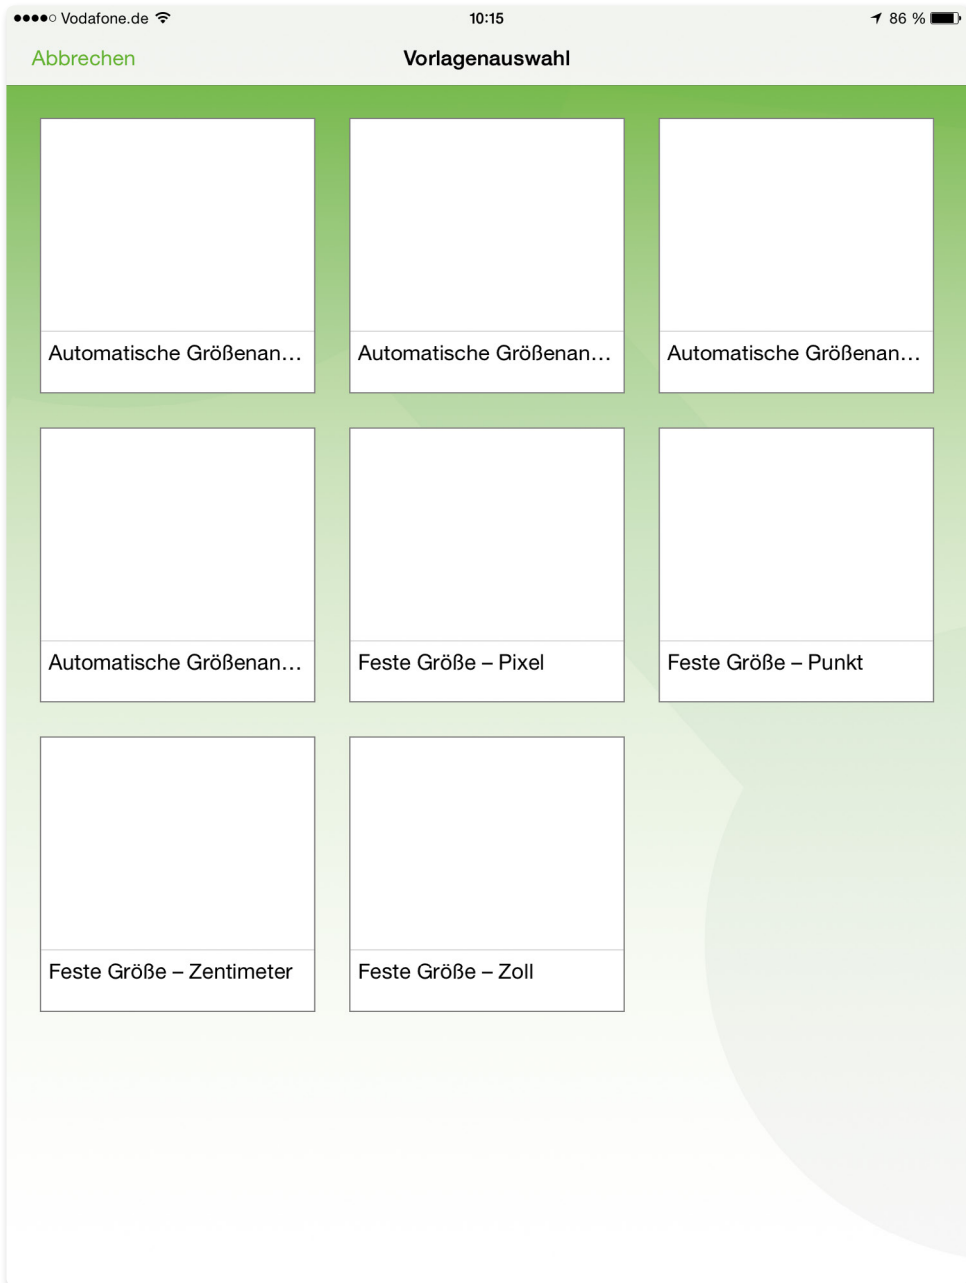 Vodafone.de 10:15 86 %
Abbrechen Vorlagenauswahl
Automatische Größenan… Automatische Größenan… Automatische Größenan…
Automatische Größenan… Feste Größe – Pixel Feste Größe – Punkt
Feste Größe – Zentimeter Feste Größe – Zoll